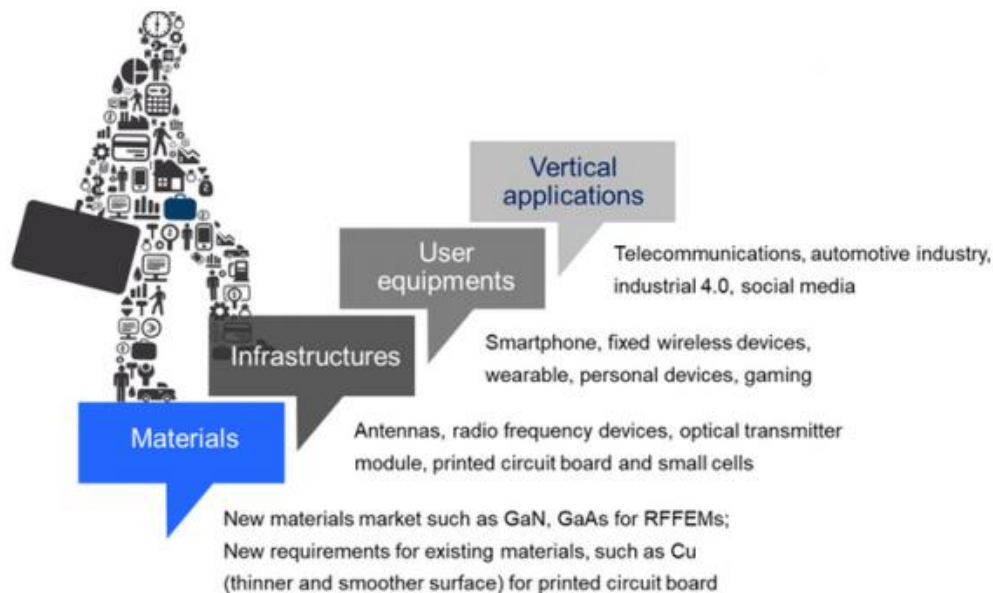 Vertical
applications
Telecommunications, automotive industry,
industrial 4.0, social media
User
equipments
Smartphone, fixed wireless devices,
wearable, personal devices, gaming
Infrastructures
Antennas, radio frequency devices, optical transmitter
module, printed circuit board and small cells
Materials
New materials market such as GaN, GaAs for RFFEMs;
New requirements for existing materials, such as Cu
(thinner and smoother surface) for printed circuit board